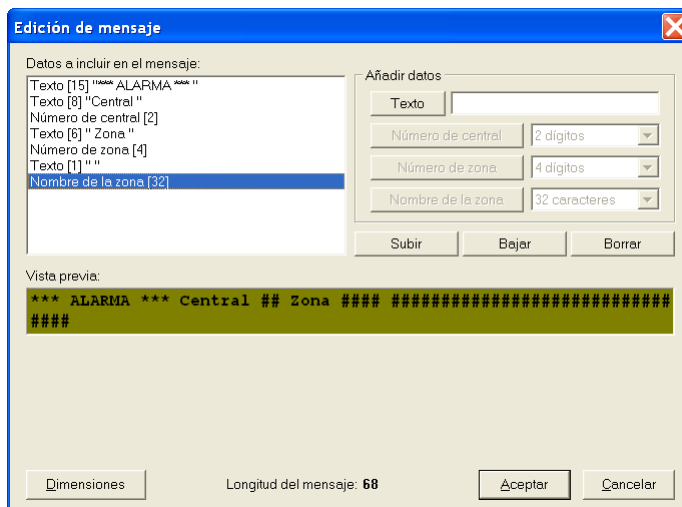 Edición de mensaje
Datos a incluir en el mensaje:
Texto [15] "*** ALARMA *** "
Texto [8] "Central "
Número de central [2]
Texto [6] " Zona "
Número de zona [4]
Texto [1] " "
Nombre de la zona [32]
Añadir datos
Texto
Número de central 2 dígitos
Número de zona 4 dígitos
Nombre de la zona 32 caracteres
Subir Bajar Borrar
Vista previa:
*** ALARMA *** Central ## Zona #### ############################
####
Dimensiones Longitud del mensaje: 68 Aceptar Cancelar